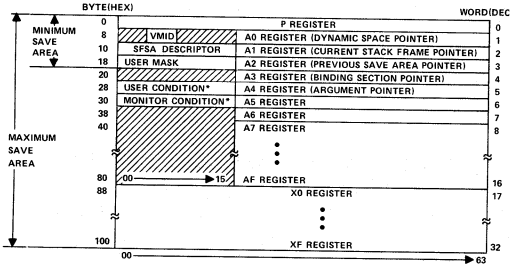 BYTE(HEX)
WORD(DEC
0 P REGISTER 0
MINIMUM SAVE AREA
8 VMID A0 REGISTER (DYNAMIC SPACE POINTER) 1
10 SFSA DESCRIPTOR A1 REGISTER (CURRENT STACK FRAME POINTER) 2
18 USER MASK A2 REGISTER (PREVIOUS SAVE AREA POINTER) 3
20 A3 REGISTER (BINDING SECTION POINTER) 4
28 USER CONDITION* A4 REGISTER (ARGUMENT POINTER) 5
30 MONITOR CONDITION* A5 REGISTER 6
38 A6 REGISTER 7
40 A7 REGISTER 8
MAXIMUM SAVE AREA
80 00 15 AF REGISTER 16
88 X0 REGISTER 17
100 XF REGISTER 32
00 63